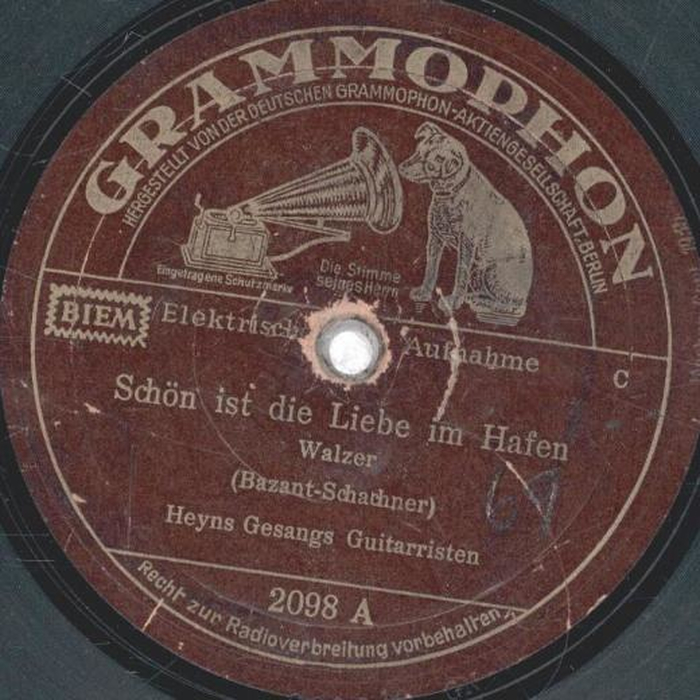 GRAMMOPHON
HERGESTELLT VON DER DEUTSCHEN GRAMMOPHON-AKTIENGESELLSCHAFT.BERLIN
Eingetragene Schutzmarke
Die Stimme
seines Herrn
BIEM
Elektrische Aufnahme
C
Schön ist die Liebe im Hafen
Walzer
(Bazant-Schachner)
Heyns Gesangs Guitarristen
2098 A
Recht zur Radioverbreitung vorbehalten